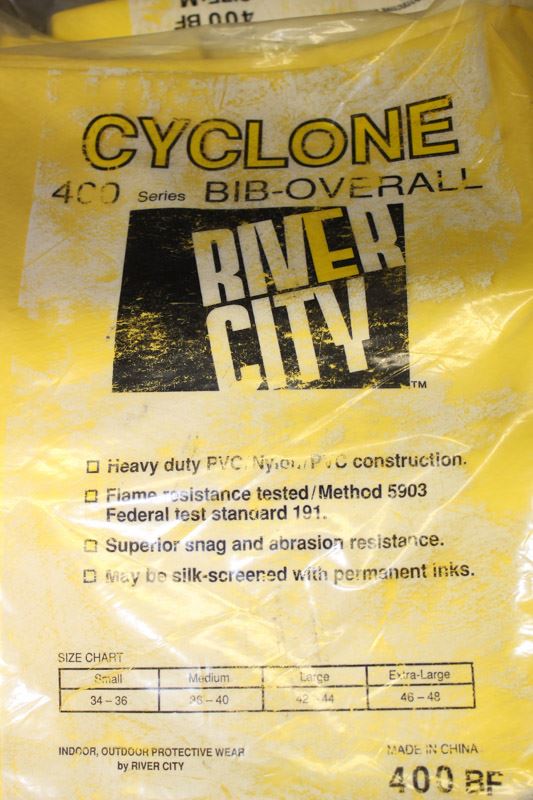 SIZE: M
400 BF
CYCLONE
400 Series BIB-OVERALL
RIVER
CITY
TM
Heavy duty PVC/Nylon/PVC construction.
Flame resistance tested/Method 5903
Federal test standard 191.
Superior snag and abrasion resistance.
May be silk-screened with permanent inks.
SIZE CHART
Small Medium Large Extra-Large
34 – 36 38 – 40 42 – 44 46 – 48
INDOOR, OUTDOOR PROTECTIVE WEAR
by RIVER CITY
MADE IN CHINA
400 BF